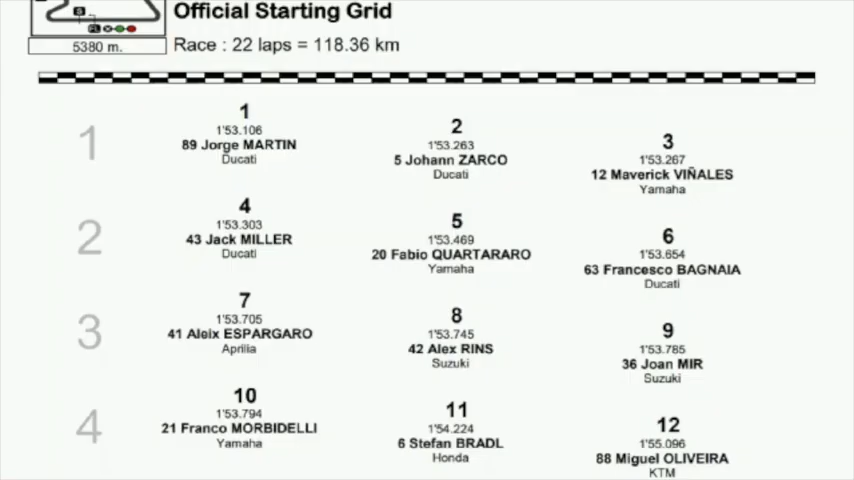 Official Starting Grid
5380 m.
Race : 22 laps = 118.36 km
1
1
1'53.106
89 Jorge MARTIN
Ducati
2
1'53.263
5 Johann ZARCO
Ducati
3
1'53.267
12 Maverick VIÑALES
Yamaha
2
4
1'53.303
43 Jack MILLER
Ducati
5
1'53.469
20 Fabio QUARTARARO
Yamaha
6
1'53.654
63 Francesco BAGNAIA
Ducati
3
7
1'53.705
41 Aleix ESPARGARO
Aprilia
8
1'53.745
42 Alex RINS
Suzuki
9
1'53.785
36 Joan MIR
Suzuki
4
10
1'53.794
21 Franco MORBIDELLI
Yamaha
11
1'54.224
6 Stefan BRADL
Honda
12
1'55.096
88 Miguel OLIVEIRA
KTM